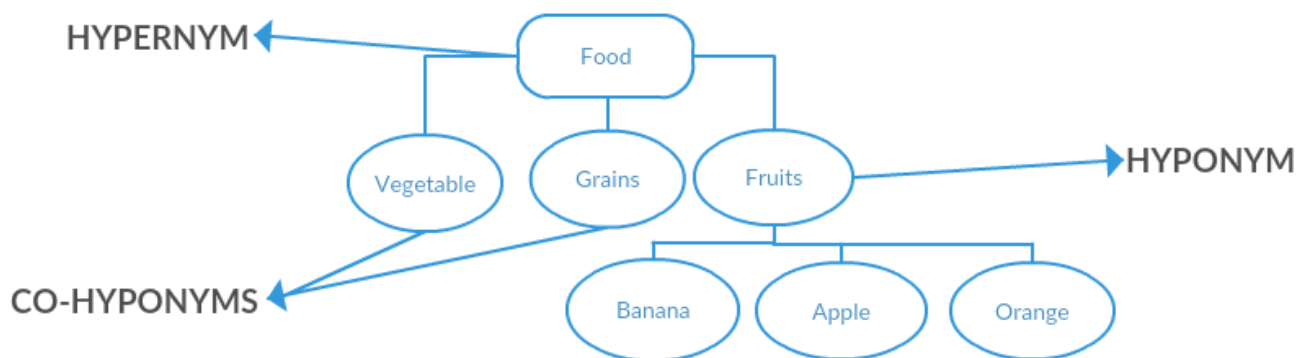 HYPERNYM
Food
HYPONYM
Vegetable
Grains
Fruits
CO-HYPONYMS
Banana
Apple
Orange